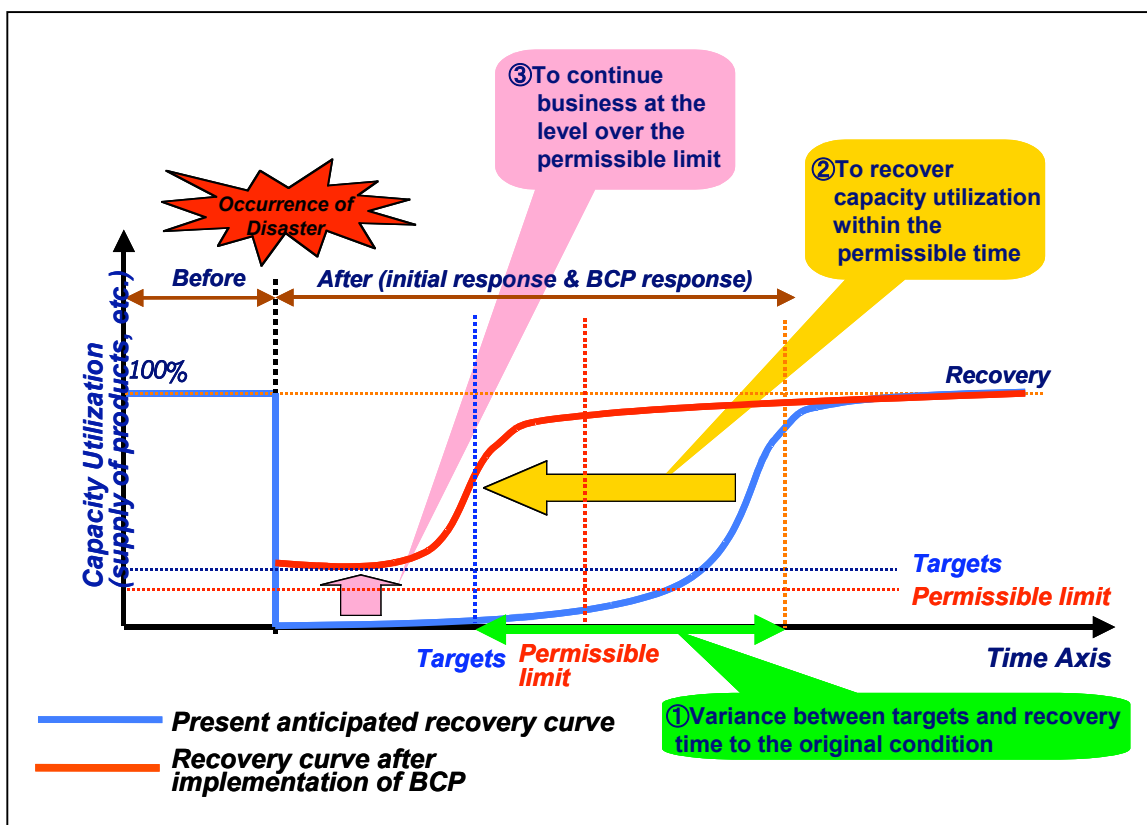 ③To continue
business at the
level over the
permissible limit
②To recover
capacity utilization
within the
permissible time
Occurrence of
Disaster
Before
After (initial response & BCP response)
Capacity Utilization
(supply of products, etc.)
100%
Recovery
Targets
Permissible limit
Targets
Permissible
limit
Time Axis
Present anticipated recovery curve
Recovery curve after
implementation of BCP
①Variance between targets and recovery
time to the original condition